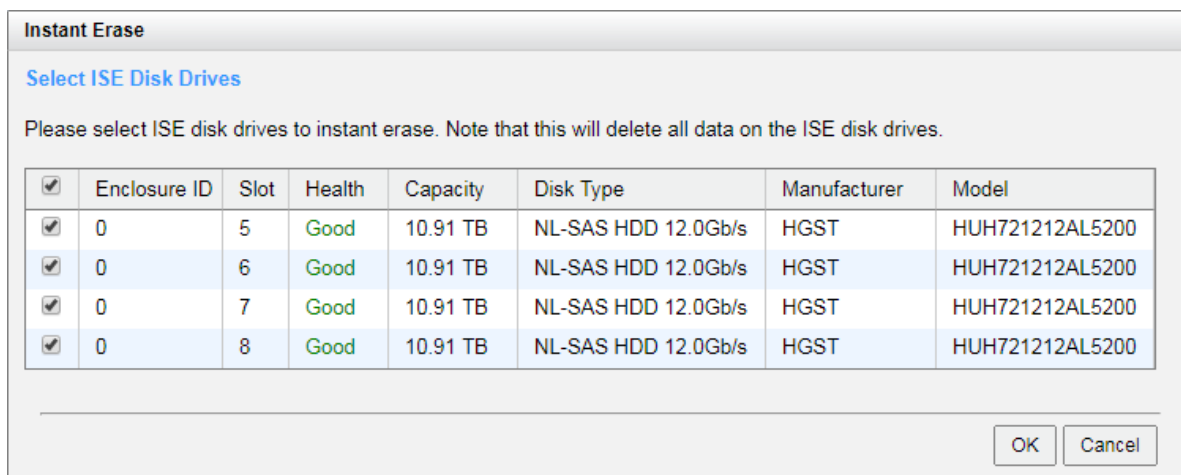 Instant Erase
Select ISE Disk Drives
Please select ISE disk drives to instant erase. Note that this will delete all data on the ISE disk drives.
Enclosure ID Slot Health Capacity Disk Type Manufacturer Model
0 5 Good 10.91 TB NL-SAS HDD 12.0Gb/s HGST HUH721212AL5200
0 6 Good 10.91 TB NL-SAS HDD 12.0Gb/s HGST HUH721212AL5200
0 7 Good 10.91 TB NL-SAS HDD 12.0Gb/s HGST HUH721212AL5200
0 8 Good 10.91 TB NL-SAS HDD 12.0Gb/s HGST HUH721212AL5200
OK Cancel